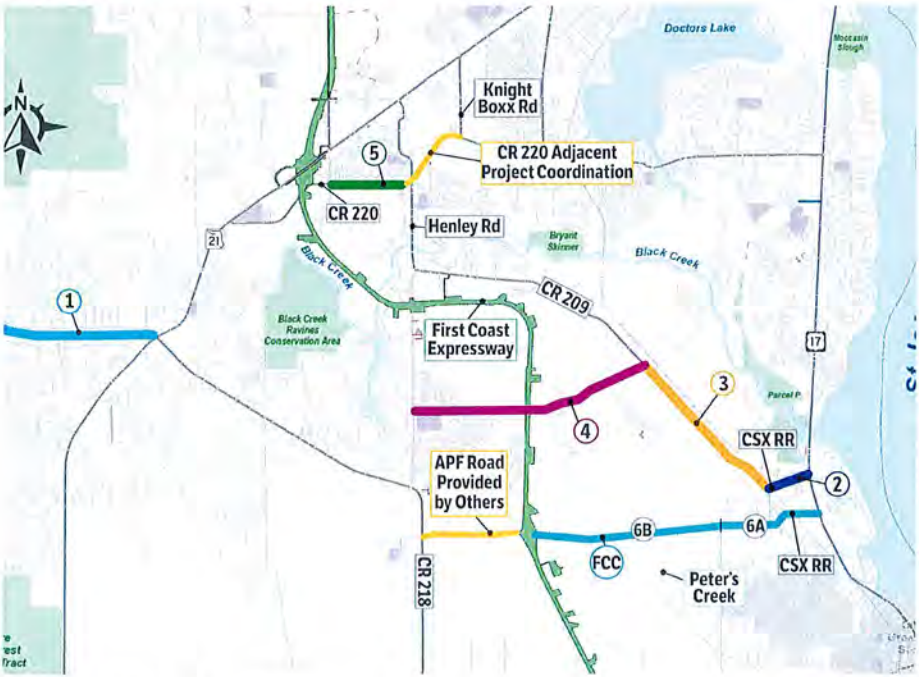 Doctors Lake
Moccasin
Slough
N
Knight
Boxx Rd
5
CR 220 Adjacent
Project Coordination
CR 220
Henley Rd
21
Bryant
Skinner
Black Creek
Black Creek
CR 209
1
Black Creek
Ravines
Conservation Area
First Coast
Expressway
17
St
3
Parcel P
4
CSX RR
APF Road
Provided
by Others
2
6B
6A
FCC
CSX RR
CR 218
Peter's
Creek
rest
Tract